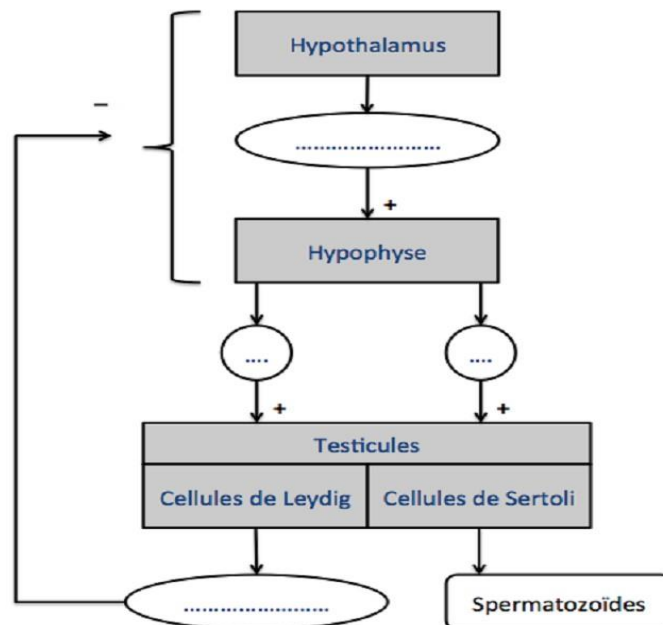 Hypothalamus
–
........................
+
Hypophyse
.... ....
+ +
Testicules
Cellules de Leydig Cellules de Sertoli
........................
Spermatozoïdes